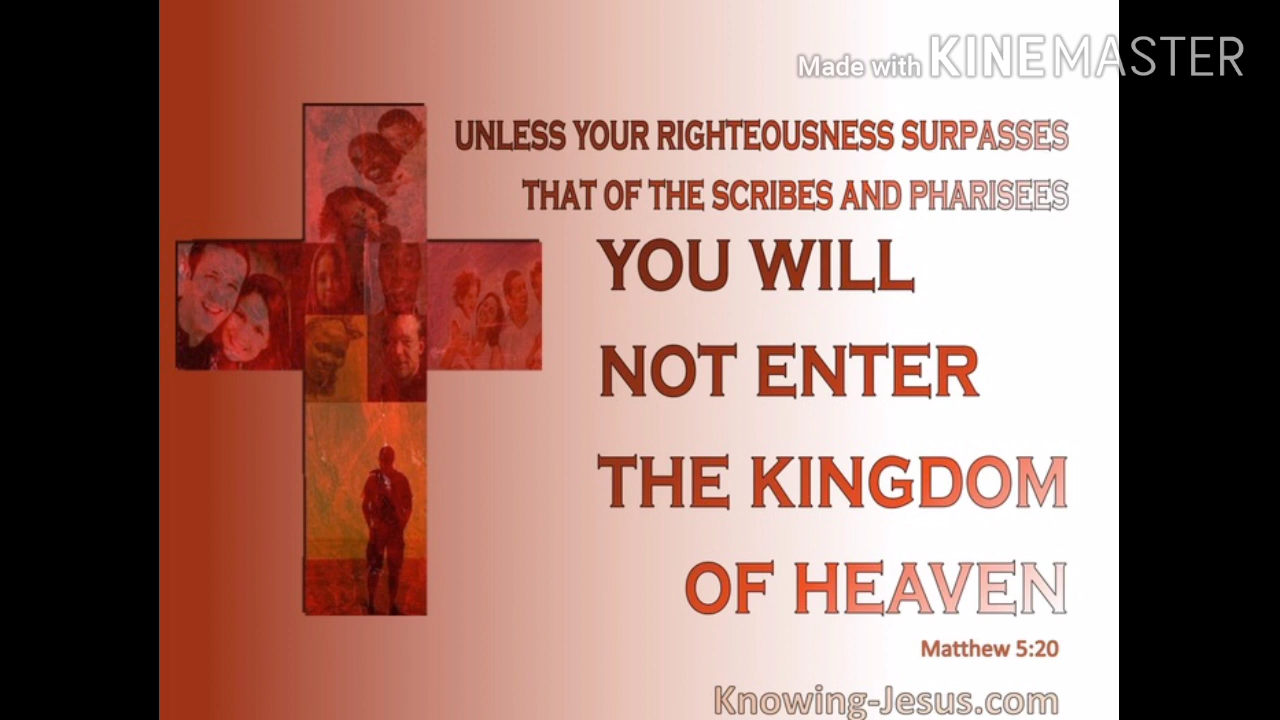 Made with KINEMASTER
UNLESS YOUR RIGHTEOUSNESS SURPASSES
THAT OF THE SCRIBES AND PHARISEES
YOU WILL
NOT ENTER
THE KINGDOM
OF HEAVEN
Matthew 5:20
Knowing-Jesus.com